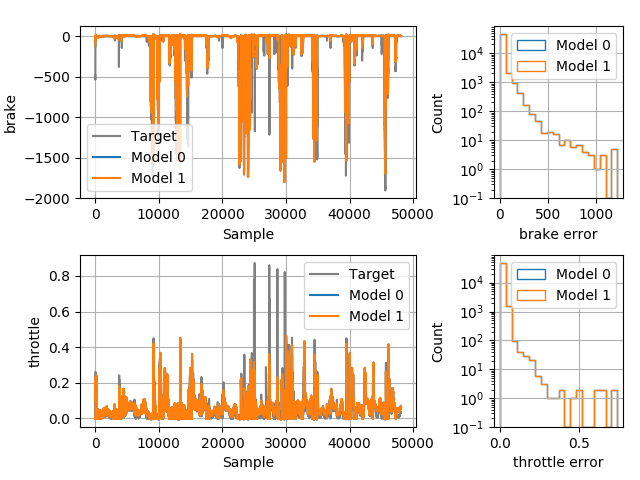 0
−500
−1000
−1500
−2000
brake
Target
Model 0
Model 1
0 10000 20000 30000 40000 50000
Sample
10⁴
10³
10²
10¹
10⁰
10⁻¹
Count
Model 0
Model 1
0 500 1000
brake error
0.8
0.6
0.4
0.2
0.0
throttle
Target
Model 0
Model 1
0 10000 20000 30000 40000 50000
Sample
10⁴
10³
10²
10¹
10⁰
10⁻¹
Count
Model 0
Model 1
0.0 0.5
throttle error